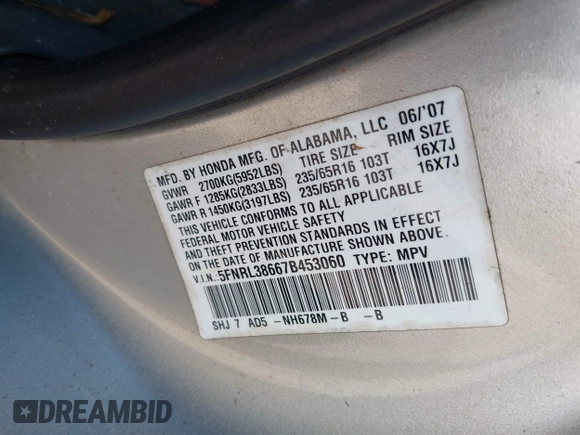 MFD. BY HONDA MFG. OF ALABAMA, LLC 06/'07
TIRE SIZE RIM SIZE
GVWR 2700KG(5952LBS)
GAWR F 1285KG(2833LBS) 235/65R16 103T 16X7J
GAWR R 1450KG(3197LBS) 235/65R16 103T 16X7J
THIS VEHICLE CONFORMS TO ALL APPLICABLE
FEDERAL MOTOR VEHICLE SAFETY
AND THEFT PREVENTION STANDARDS IN EFFECT
ON THE DATE OF MANUFACTURE SHOWN ABOVE.
V.I.N.: 5FNRL38667B453060 TYPE: MPV
SHJ 7 AD5 -NH678M-B -B
DREAMBID